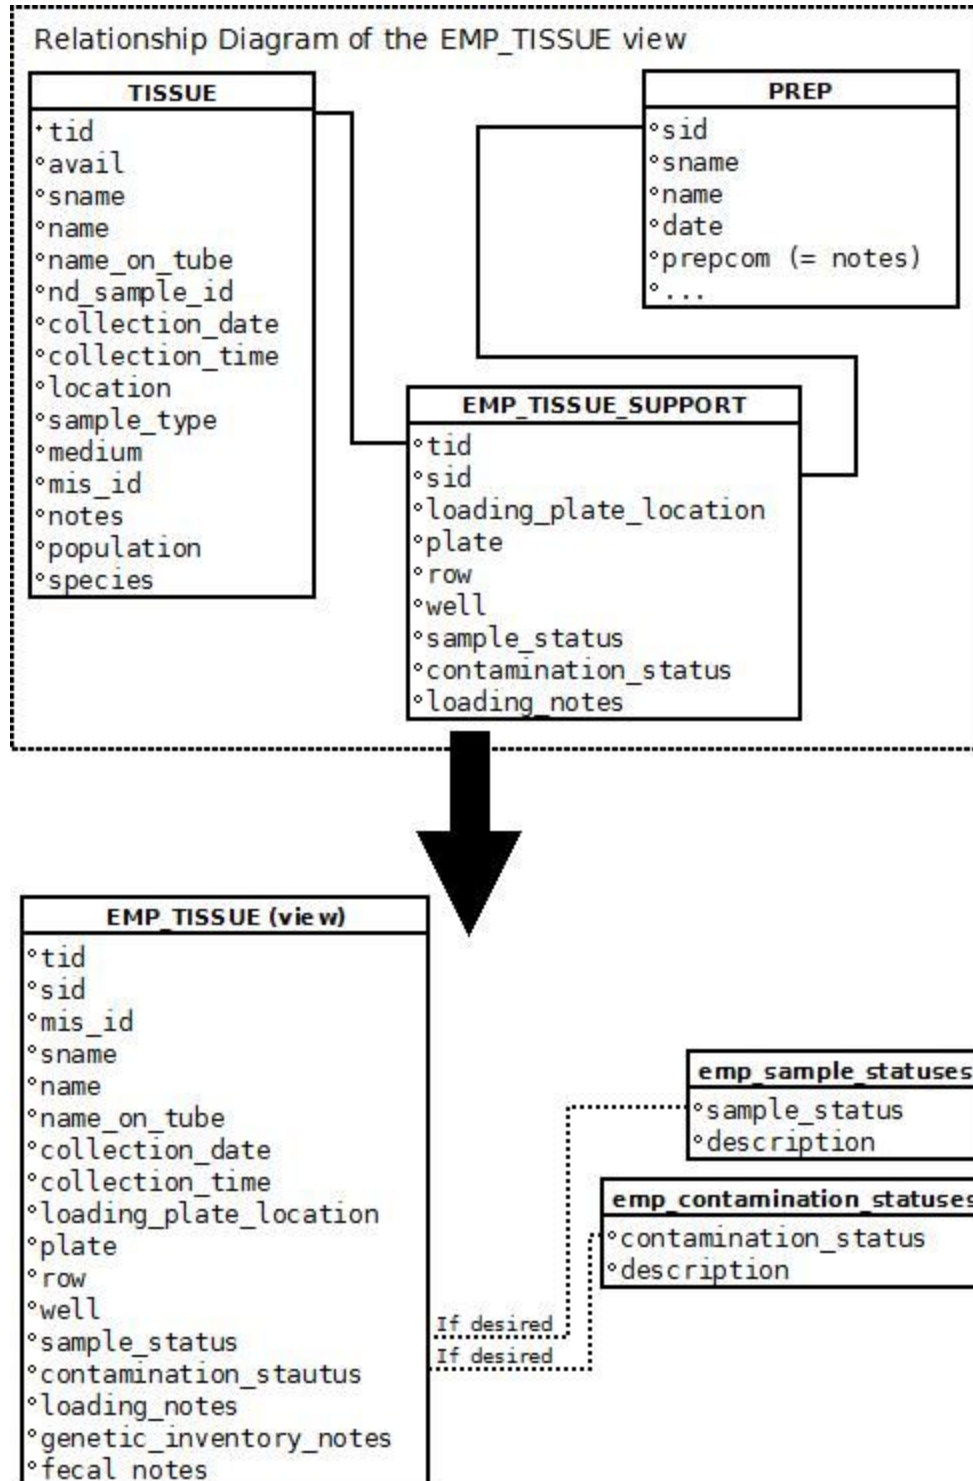 Relationship Diagram of the EMP_TISSUE view
TISSUE
tid
avail
sname
name
name_on_tube
nd_sample_id
collection_date
collection_time
location
sample_type
medium
mis_id
notes
population
species
PREP
sid
sname
name
date
prepcom (= notes)
...
EMP_TISSUE_SUPPORT
tid
sid
loading_plate_location
plate
row
well
sample_status
contamination_status
loading_notes
EMP_TISSUE (view)
tid
sid
mis_id
sname
name
name_on_tube
collection_date
collection_time
loading_plate_location
plate
row
well
sample_status
contamination_stautus
loading_notes
genetic_inventory_notes
fecal_notes
If desired
If desired
emp_sample_statuses
sample_status
description
emp_contamination_statuses
contamination_status
description